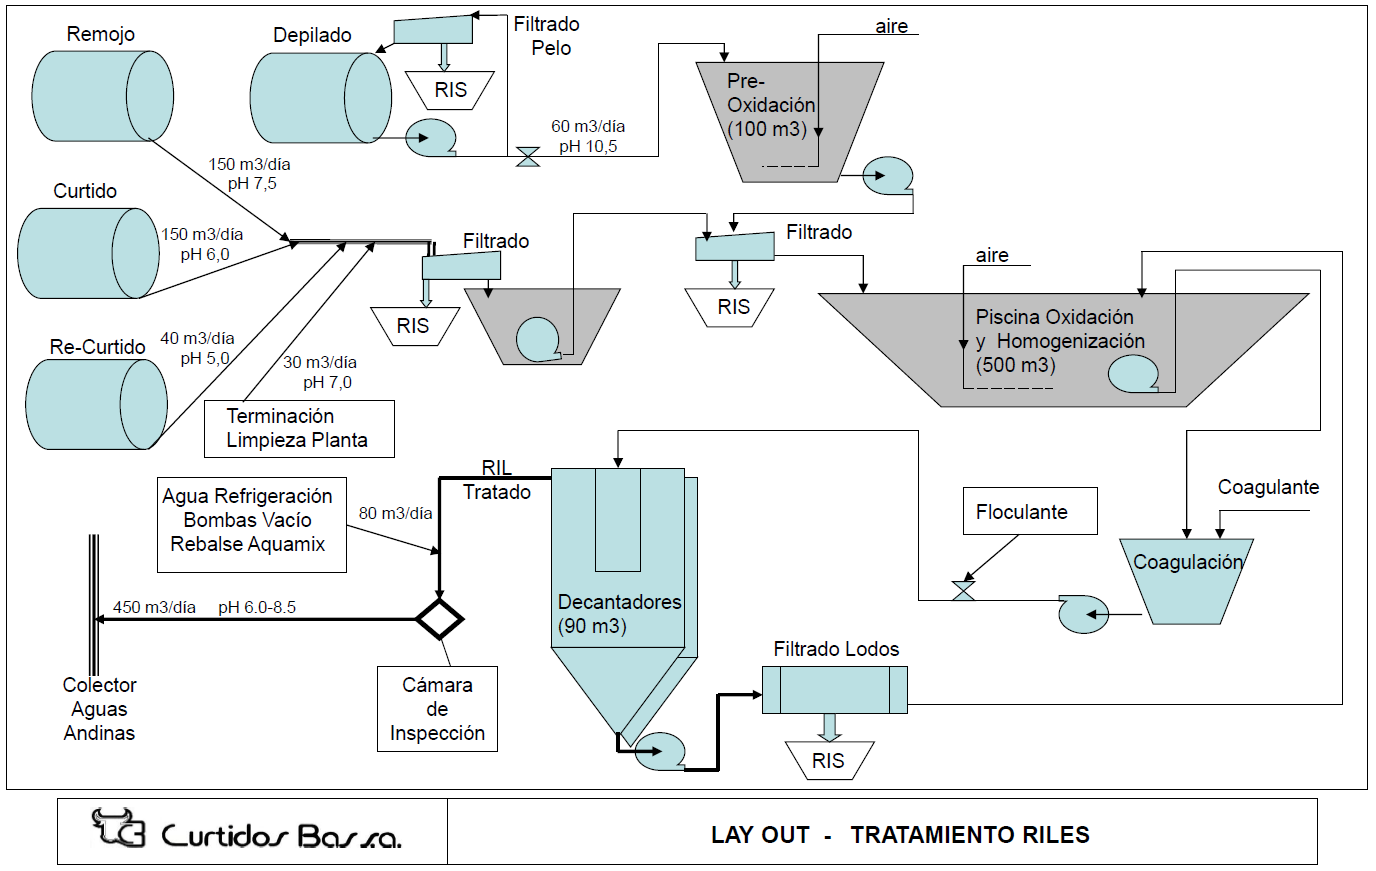 Remojo
Depilado
Filtrado
Pelo
RIS
aire
Pre-
Oxidación
(100 m3)
60 m3/día
pH 10,5
150 m3/día
pH 7,5
Curtido
150 m3/día
pH 6,0
Filtrado
RIS
Filtrado
RIS
aire
Piscina Oxidación
y Homogenización
(500 m3)
Re-Curtido
40 m3/día
pH 5,0
30 m3/día
pH 7,0
Terminación
Limpieza Planta
RIL
Tratado
Agua Refrigeración
Bombas Vacío
Rebalse Aquamix
80 m3/día
Floculante
Coagulante
Coagulación
Decantadores
(90 m3)
450 m3/día pH 6.0-8.5
Filtrado Lodos
RIS
Colector
Aguas
Andinas
Cámara
de
Inspección
Curtidos Bas s.a.
LAY OUT - TRATAMIENTO RILES